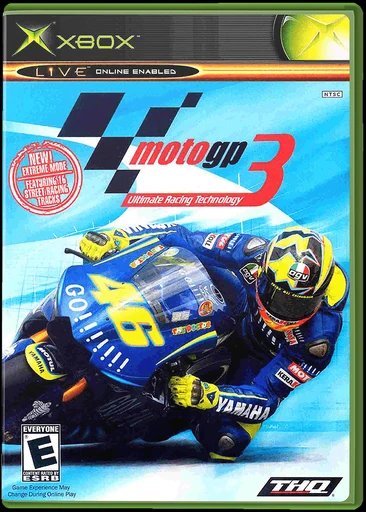 XBOX
LIVE ONLINE ENABLED
NTSC
motogp 3
Ultimate Racing Technology
NEW!
EXTREME MODE
FEATURING 16
STREET RACING
TRACKS
agv
46
GO
YAMAHA
YAMAHA
EVERYONE
E
CONTENT RATED BY
ESRB
Game Experience May
Change During Online Play
THQ